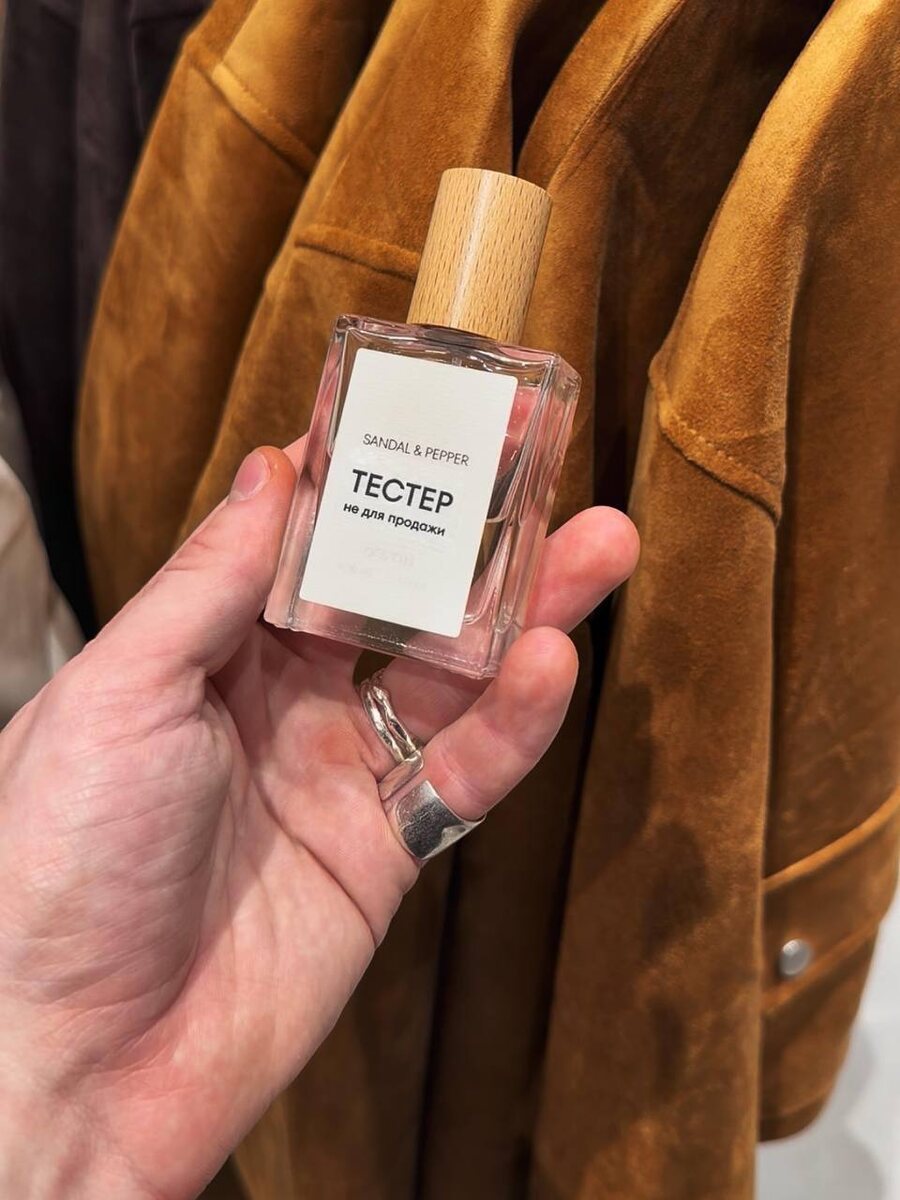 SANDAL & PEPPER
ТЕСТЕР
не для продажи